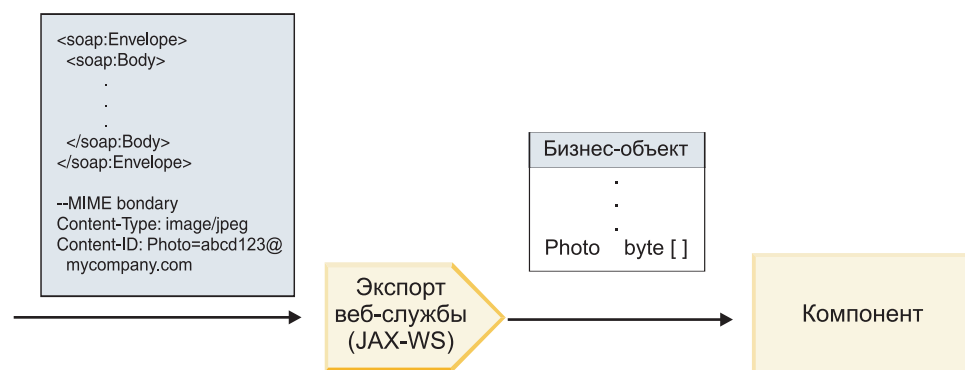 <soap:Envelope>
<soap:Body>
.
.
.
</soap:Body>
</soap:Envelope>
--MIME bondary
Content-Type: image/jpeg
Content-ID: Photo=abcd123@
mycompany.com
Экспорт
веб-службы
(JAX-WS)
Бизнес-объект
.
.
.
Photo byte [ ]
Компонент